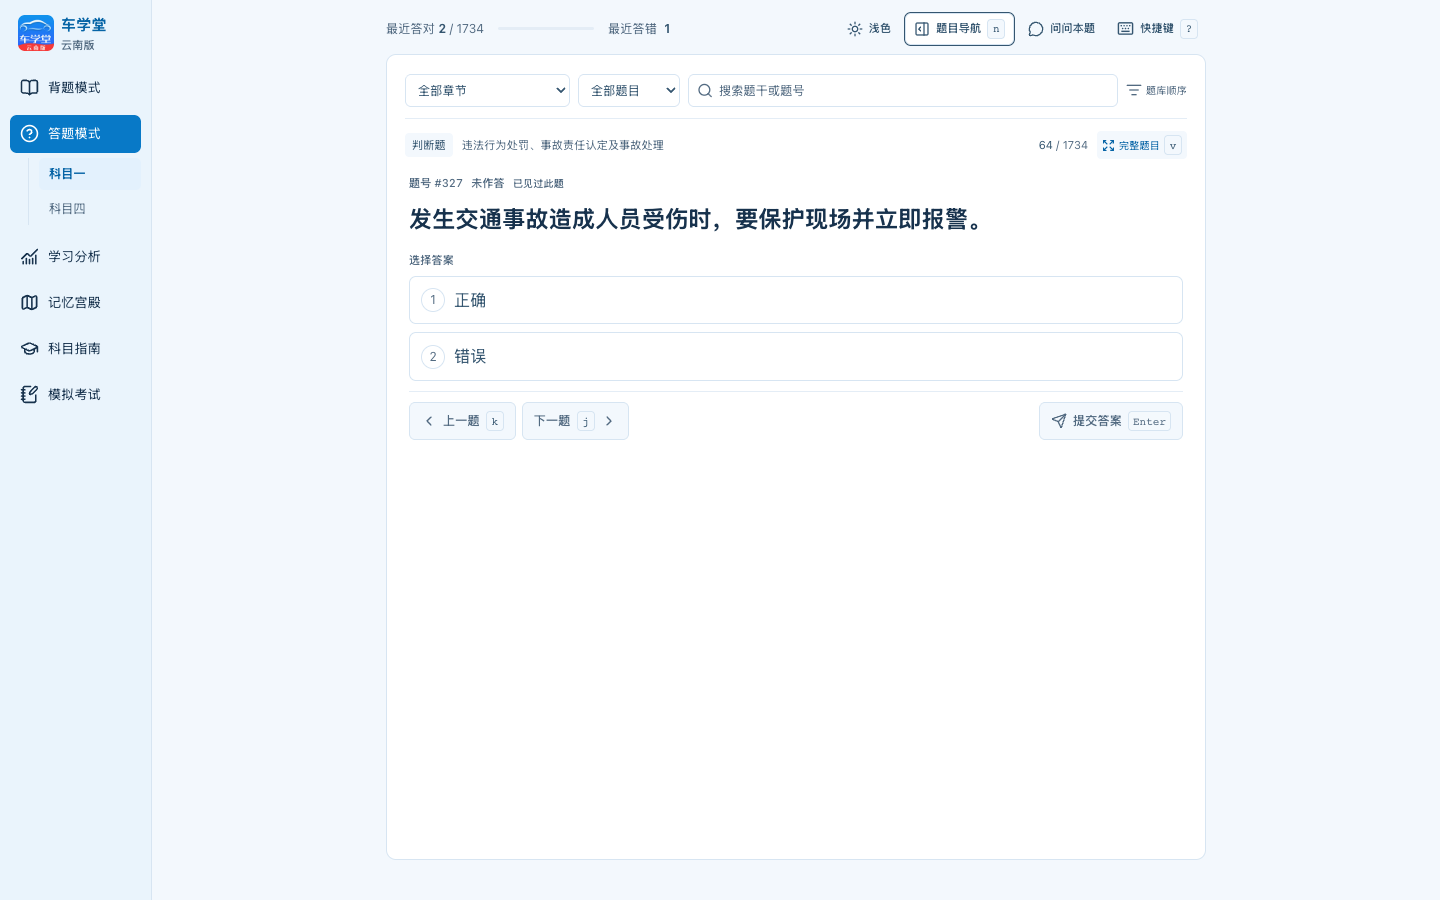 车学堂
云南版
车学堂
云南版
背题模式
答题模式
科目一
科目四
学习分析
记忆宫殿
科目指南
模拟考试
最近答对 2 / 1734
最近答错 1
浅色
题目导航 n
问问本题
快捷键 ?
全部章节
全部题目
搜索题干或题号
题库顺序
判断题 违法行为处罚、事故责任认定及事故处理
64 / 1734
完整题目 v
题号 #327 未作答 已见过此题
发生交通事故造成人员受伤时，要保护现场并立即报警。
选择答案
1 正确
2 错误
上一题 k
下一题 j
提交答案 Enter